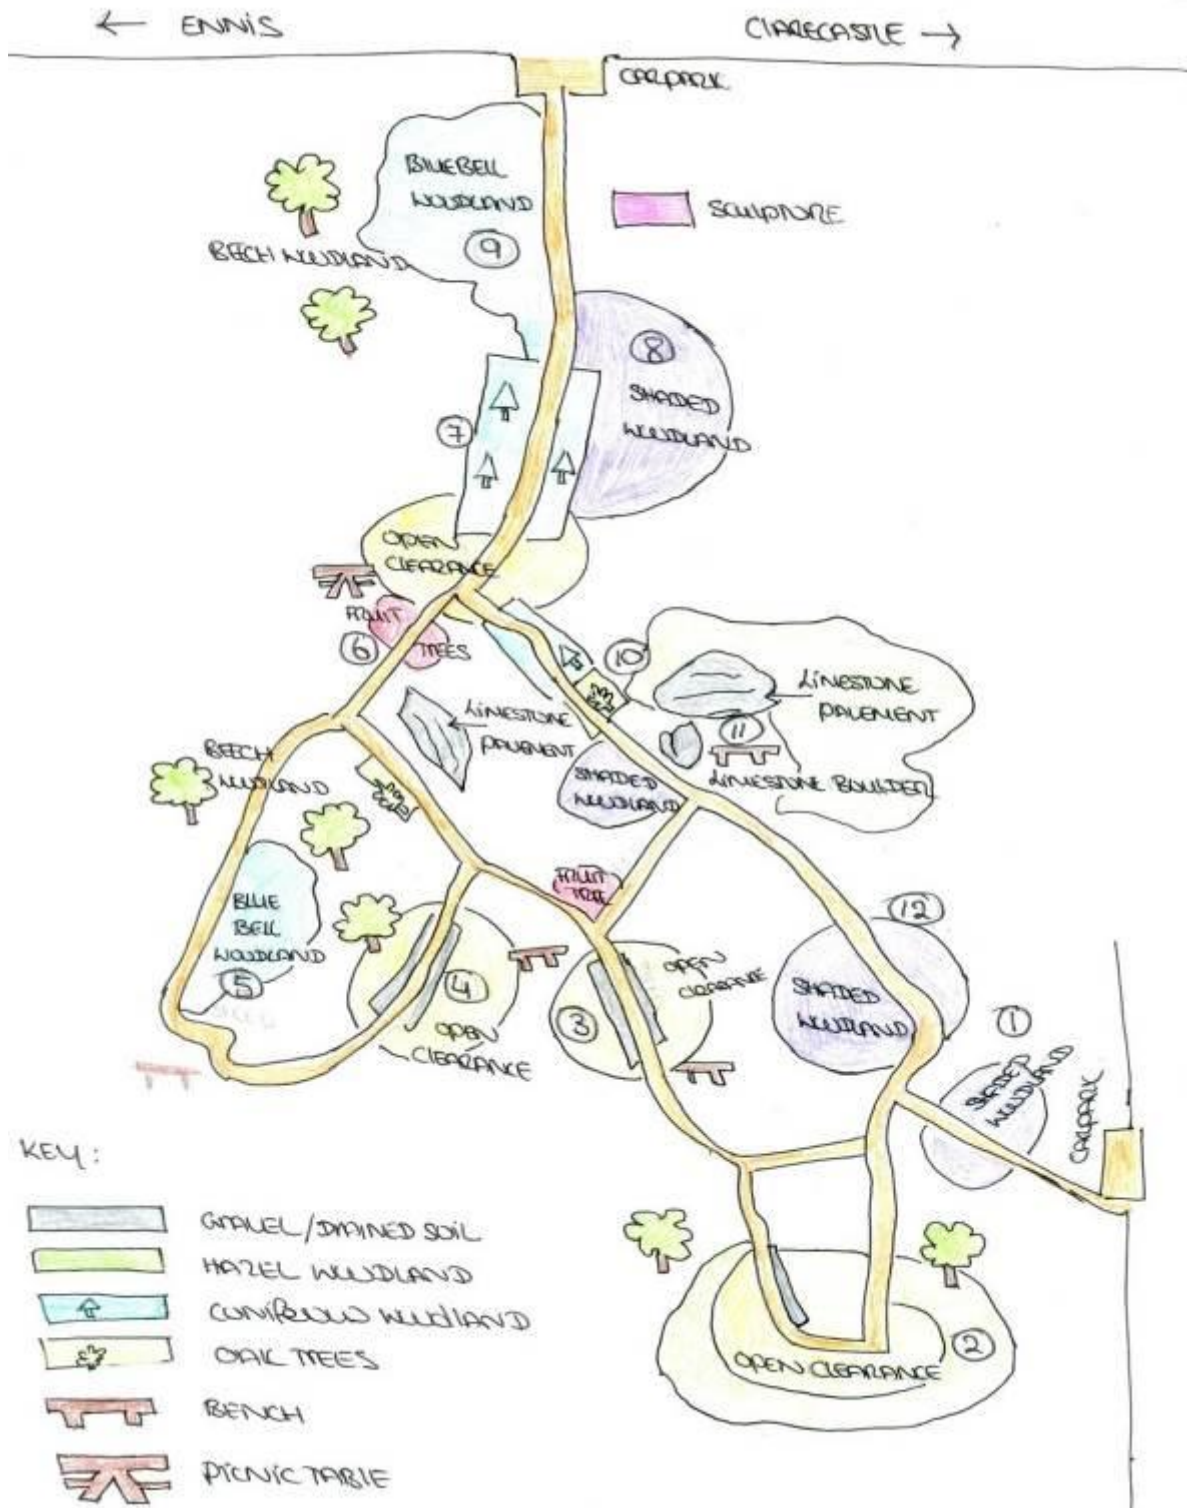 ← ENNIS
CLARECASTLE →
CARPARK
BLUEBELL
WOODLAND
9
SCULPTURE
BEECH WOODLAND
8
SHADED
WOODLAND
7
OPEN
CLEARANCE
FRUIT
TREES
6
10
LIMESTONE
PAVEMENT
LIMESTONE
PAVEMENT
11
LIMESTONE BOULDER
BEECH
WOODLAND
SHADED
WOODLAND
FRUIT
TREE
BLUE
BELL
WOODLAND
5
4
OPEN
CLEARANCE
3
OPEN
CLEARANCE
12
SHADED
WOODLAND
1
SHADED
WOODLAND
CARPARK
2
OPEN CLEARANCE
KEY:
GRAVEL/DRAINED SOIL
HAZEL WOODLAND
CONIFEROUS WOODLAND
OAK TREES
BENCH
PICNIC TABLE